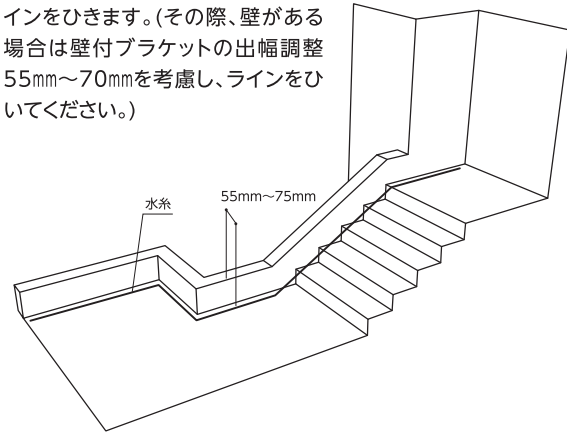 インをひきます。(その際、壁がある
場合は壁付ブラケットの出幅調整
55㎜～70㎜を考慮し、ラインをひ
いてください。)
55mm～75mm
水糸